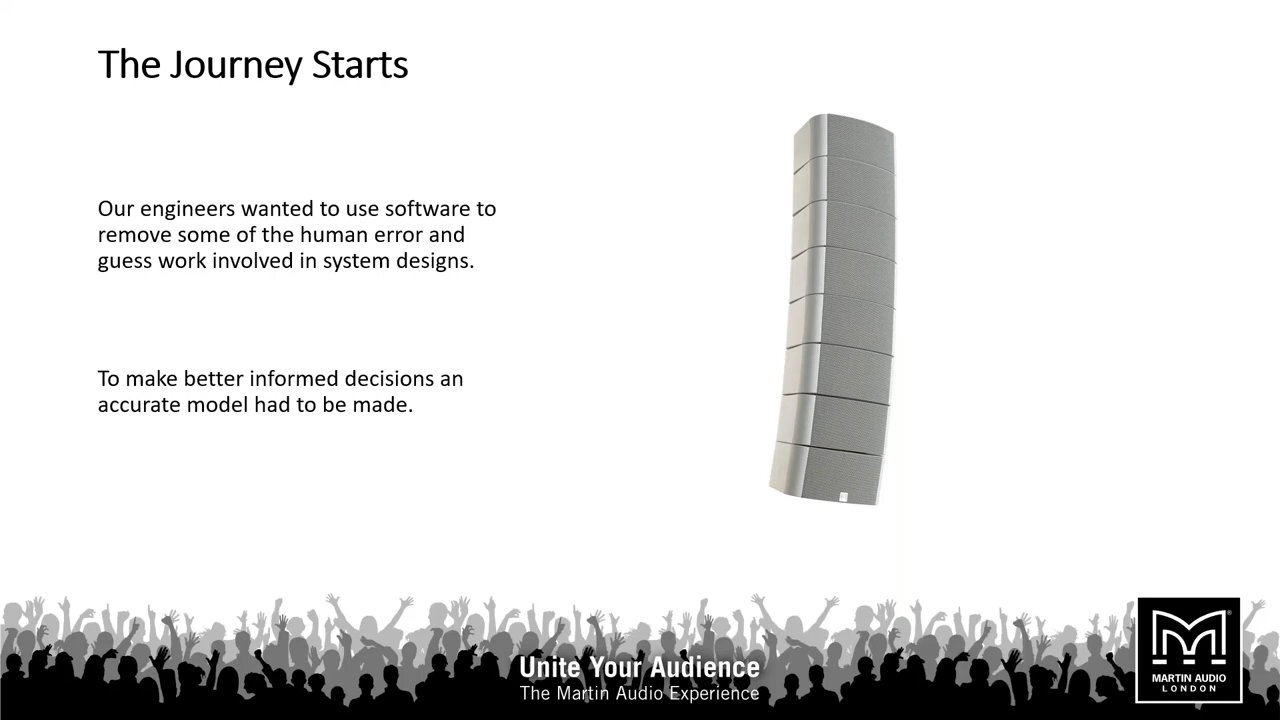 The Journey Starts
Our engineers wanted to use software to
remove some of the human error and
guess work involved in system designs.
To make better informed decisions an
accurate model had to be made.
Unite Your Audience
The Martin Audio Experience
MARTIN AUDIO
LONDON